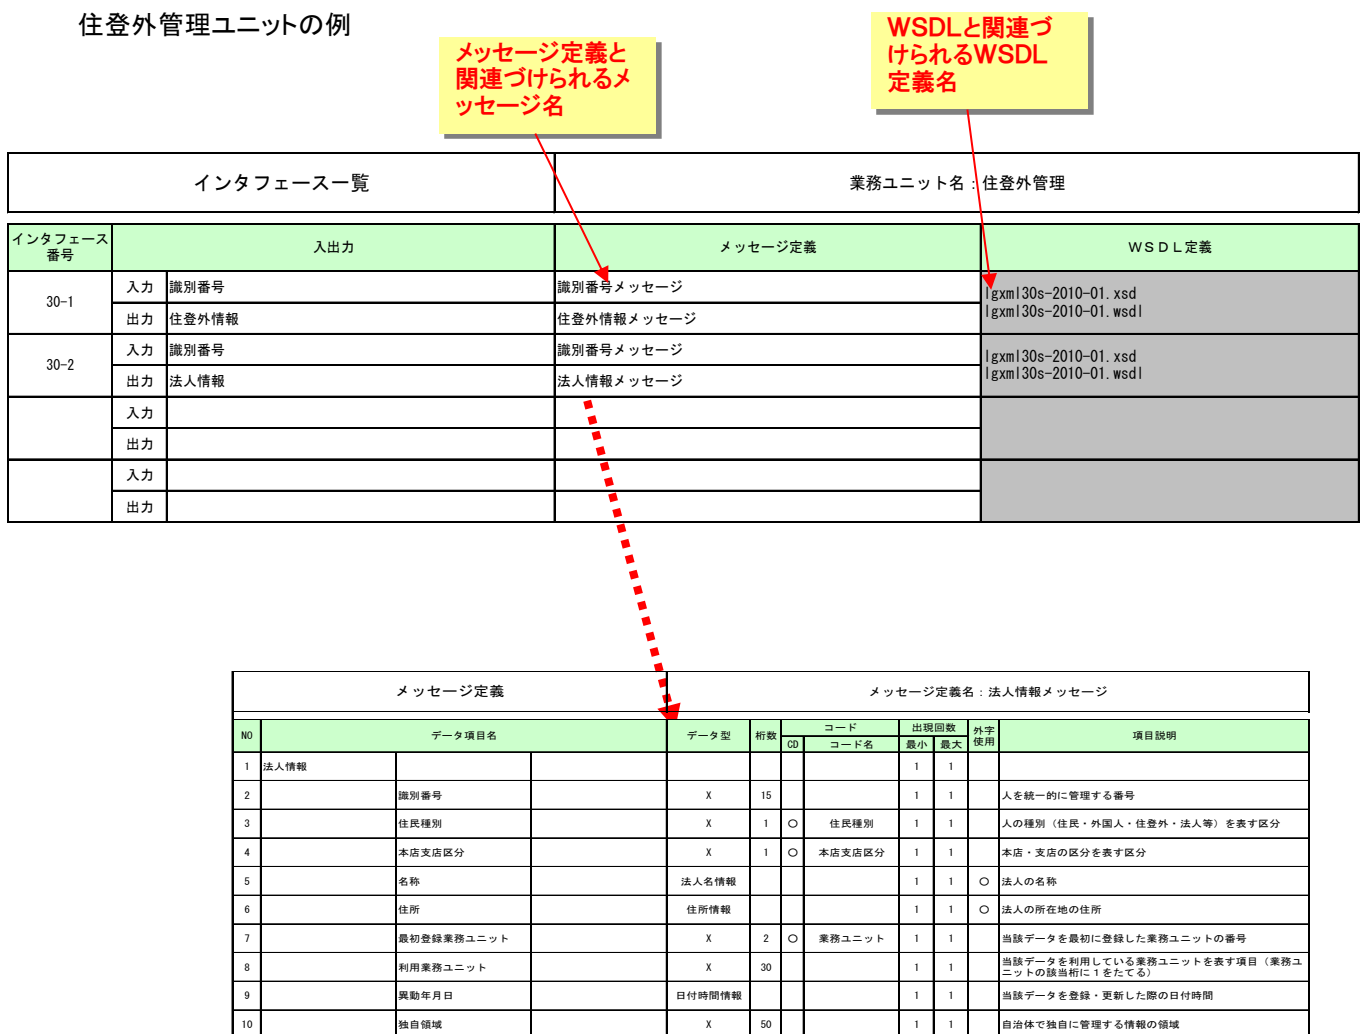 住登外管理ユニットの例
メッセージ定義と
関連づけられるメ
ッセージ名
WSDLと関連づ
けられるWSDL
定義名
インタフェース一覧 業務ユニット名：住登外管理
インタフェース
番号 入出力 メッセージ定義 WSDL定義
30-1 入力 識別番号 識別番号メッセージ lgxml30s-2010-01.xsd
出力 住登外情報 住登外情報メッセージ lgxml30s-2010-01.wsdl
30-2 入力 識別番号 識別番号メッセージ lgxml30s-2010-01.xsd
出力 法人情報 法人情報メッセージ lgxml30s-2010-01.wsdl
入力
出力
入力
出力
メッセージ定義 メッセージ定義名：法人情報メッセージ
NO データ項目名 データ型 桁数 コード 出現回数 外字
使用 項目説明
CD コード名 最小 最大
1 法人情報 1 1
2 識別番号 X 15 1 1 人を統一的に管理する番号
3 住民種別 X 1 ○ 住民種別 1 1 人の種別（住民・外国人・住登外・法人等）を表す区分
4 本店支店区分 X 1 ○ 本店支店区分 1 1 本店・支店の区分を表す区分
5 名称 法人名情報 1 1 ○ 法人の名称
6 住所 住所情報 1 1 ○ 法人の所在地の住所
7 最初登録業務ユニット X 2 ○ 業務ユニット 1 1 当該データを最初に登録した業務ユニットの番号
8 利用業務ユニット X 30 1 1 当該データを利用している業務ユニットを表す項目（業務ユ
ニットの該当桁に１をたてる）
9 異動年月日 日付時間情報 1 1 当該データを登録・更新した際の日付時間
10 独自領域 X 50 1 1 自治体で独自に管理する情報の領域